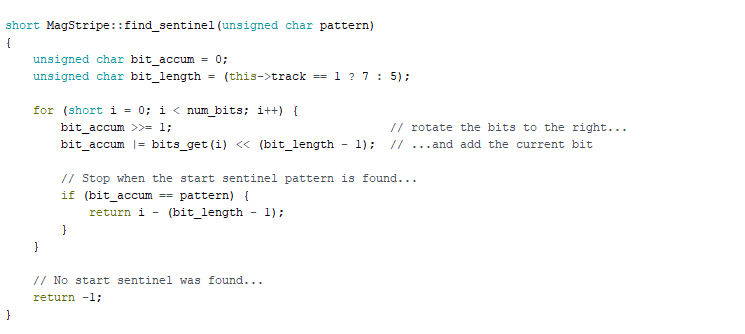 short MagStripe::find_sentinel(unsigned char pattern)
{
    unsigned char bit_accum = 0;
    unsigned char bit_length = (this->track == 1 ? 7 : 5);

    for (short i = 0; i < num_bits; i++) {
        bit_accum >>= 1;                               // rotate the bits to the right...
        bit_accum |= bits_get(i) << (bit_length - 1);  // ...and add the current bit

        // Stop when the start sentinel pattern is found...
        if (bit_accum == pattern) {
            return i - (bit_length - 1);
        }
    }

    // No start sentinel was found...
    return -1;
}